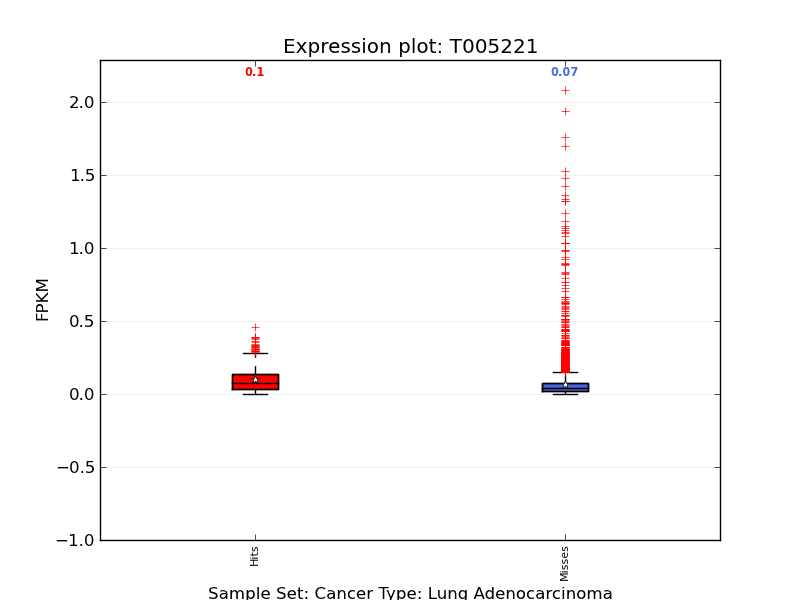 Expression plot: T005221
0.1
0.07
2.0
1.5
1.0
0.5
0.0
−0.5
−1.0
FPKM
Hits
Misses
Sample Set: Cancer Type: Lung Adenocarcinoma